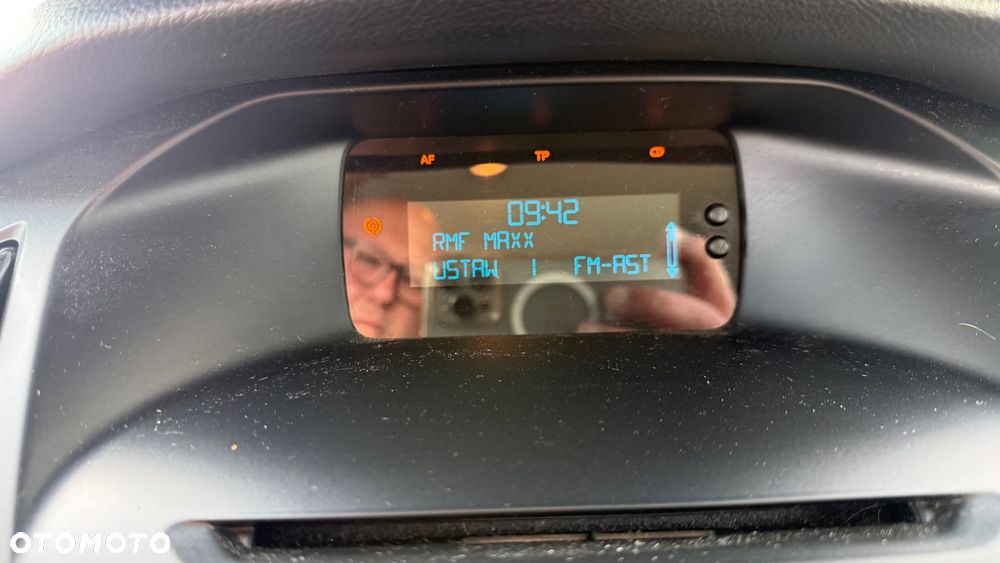 AF TP
09:42
RMF MAXX
USTAW 1 FM-AST
OTOMOTO